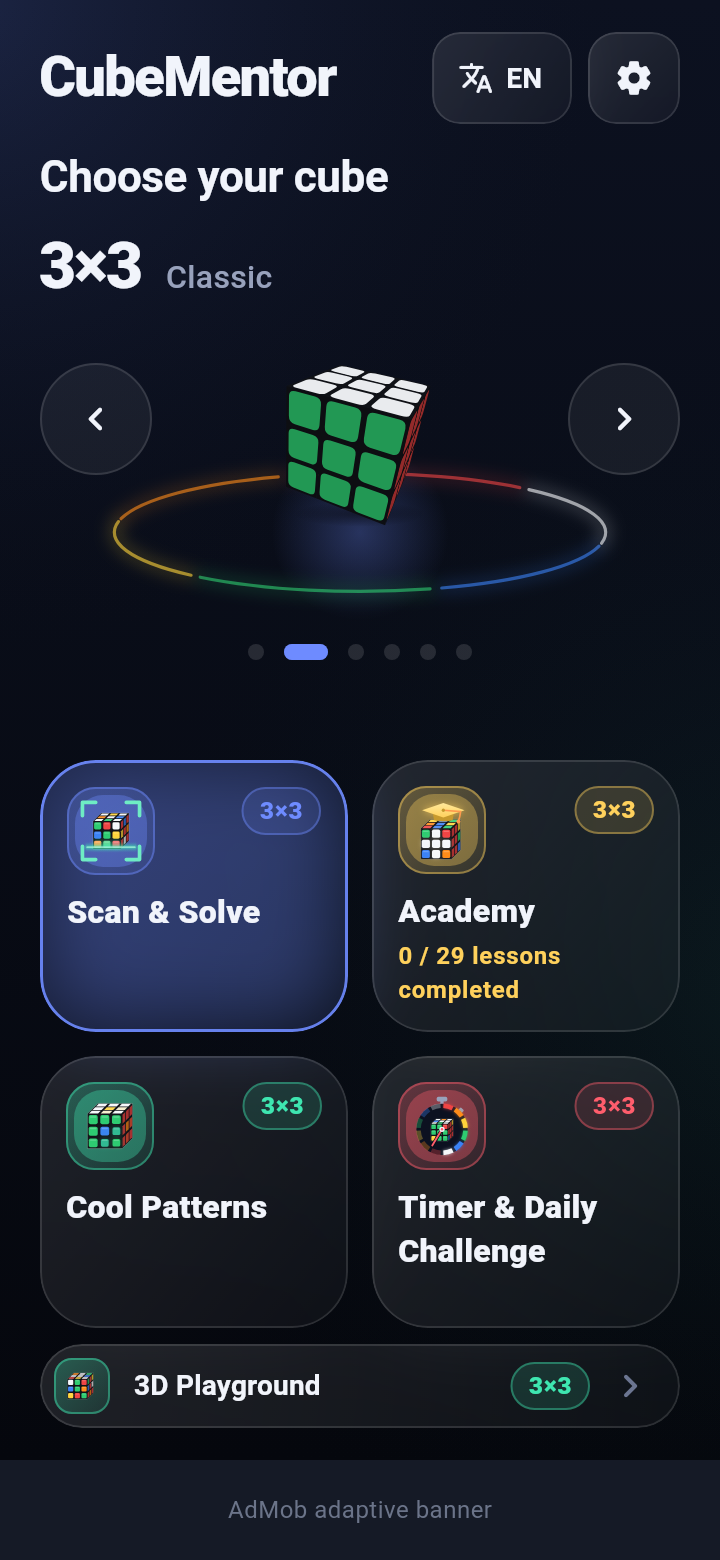 CubeMentor
EN
Choose your cube
3×3 Classic
3×3
Scan & Solve
3×3
Academy
0 / 29 lessons
completed
3×3
Cool Patterns
3×3
Timer & Daily
Challenge
3D Playground
3×3
AdMob adaptive banner